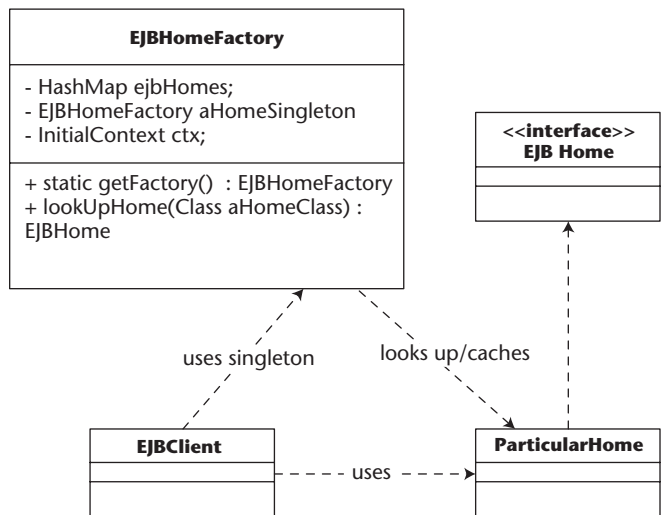 EJBHomeFactory
- HashMap ejbHomes;
- EJBHomeFactory aHomeSingleton
- InitialContext ctx;
+ static getFactory() : EJBHomeFactory
+ lookUpHome(Class aHomeClass) :
EJBHome
<<interface>>
EJB Home
uses singleton
looks up/caches
EJBClient
uses
ParticularHome